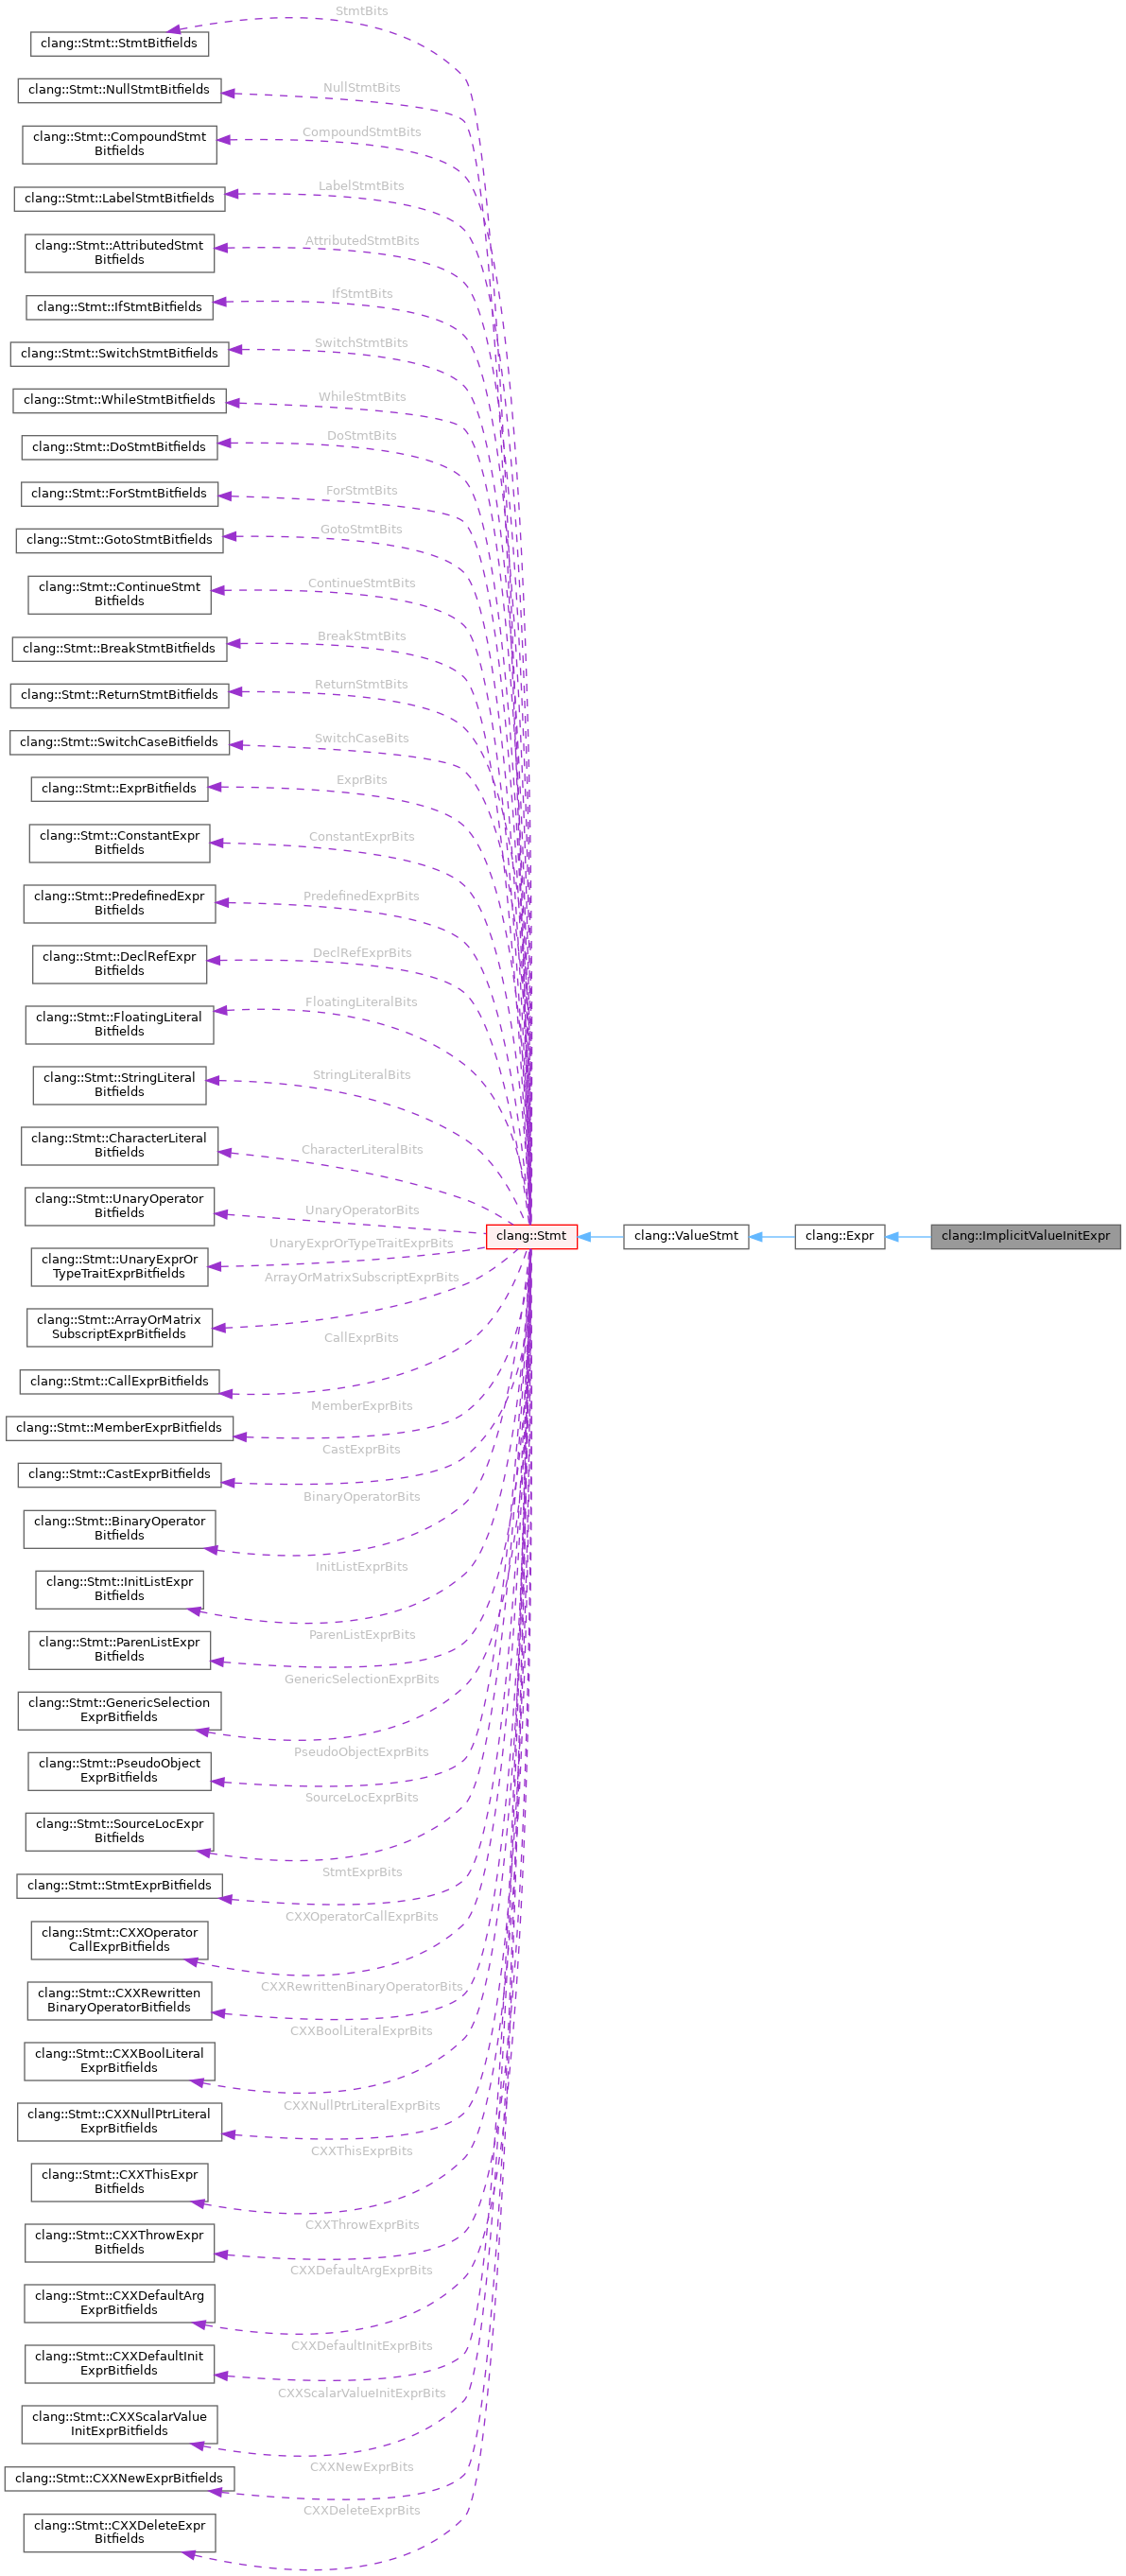 StmtBits
clang::Stmt::StmtBitfields
NullStmtBits
clang::Stmt::NullStmtBitfields
CompoundStmtBits
clang::Stmt::CompoundStmt
Bitfields
LabelStmtBits
clang::Stmt::LabelStmtBitfields
AttributedStmtBits
clang::Stmt::AttributedStmt
Bitfields
IfStmtBits
clang::Stmt::IfStmtBitfields
SwitchStmtBits
clang::Stmt::SwitchStmtBitfields
WhileStmtBits
clang::Stmt::WhileStmtBitfields
DoStmtBits
clang::Stmt::DoStmtBitfields
ForStmtBits
clang::Stmt::ForStmtBitfields
GotoStmtBits
clang::Stmt::GotoStmtBitfields
ContinueStmtBits
clang::Stmt::ContinueStmt
Bitfields
BreakStmtBits
clang::Stmt::BreakStmtBitfields
ReturnStmtBits
clang::Stmt::ReturnStmtBitfields
SwitchCaseBits
clang::Stmt::SwitchCaseBitfields
ExprBits
clang::Stmt::ExprBitfields
ConstantExprBits
clang::Stmt::ConstantExpr
Bitfields
PredefinedExprBits
clang::Stmt::PredefinedExpr
Bitfields
DeclRefExprBits
clang::Stmt::DeclRefExpr
Bitfields
FloatingLiteralBits
clang::Stmt::FloatingLiteral
Bitfields
StringLiteralBits
clang::Stmt::StringLiteral
Bitfields
CharacterLiteralBits
clang::Stmt::CharacterLiteral
Bitfields
UnaryOperatorBits
clang::Stmt::UnaryOperator
Bitfields
clang::Stmt
clang::ValueStmt
clang::Expr
clang::ImplicitValueInitExpr
UnaryExprOrTypeTraitExprBits
clang::Stmt::UnaryExprOr
TypeTraitExprBitfields
ArrayOrMatrixSubscriptExprBits
clang::Stmt::ArrayOrMatrix
SubscriptExprBitfields
CallExprBits
clang::Stmt::CallExprBitfields
MemberExprBits
clang::Stmt::MemberExprBitfields
CastExprBits
clang::Stmt::CastExprBitfields
BinaryOperatorBits
clang::Stmt::BinaryOperator
Bitfields
InitListExprBits
clang::Stmt::InitListExpr
Bitfields
ParenListExprBits
clang::Stmt::ParenListExpr
Bitfields
GenericSelectionExprBits
clang::Stmt::GenericSelection
ExprBitfields
PseudoObjectExprBits
clang::Stmt::PseudoObject
ExprBitfields
SourceLocExprBits
clang::Stmt::SourceLocExpr
Bitfields
StmtExprBits
clang::Stmt::StmtExprBitfields
CXXOperatorCallExprBits
clang::Stmt::CXXOperator
CallExprBitfields
CXXRewrittenBinaryOperatorBits
clang::Stmt::CXXRewritten
BinaryOperatorBitfields
CXXBoolLiteralExprBits
clang::Stmt::CXXBoolLiteral
ExprBitfields
CXXNullPtrLiteralExprBits
clang::Stmt::CXXNullPtrLiteral
ExprBitfields
CXXThisExprBits
clang::Stmt::CXXThisExpr
Bitfields
CXXThrowExprBits
clang::Stmt::CXXThrowExpr
Bitfields
CXXDefaultArgExprBits
clang::Stmt::CXXDefaultArg
ExprBitfields
CXXDefaultInitExprBits
clang::Stmt::CXXDefaultInit
ExprBitfields
CXXScalarValueInitExprBits
clang::Stmt::CXXScalarValue
InitExprBitfields
CXXNewExprBits
clang::Stmt::CXXNewExprBitfields
CXXDeleteExprBits
clang::Stmt::CXXDeleteExpr
Bitfields